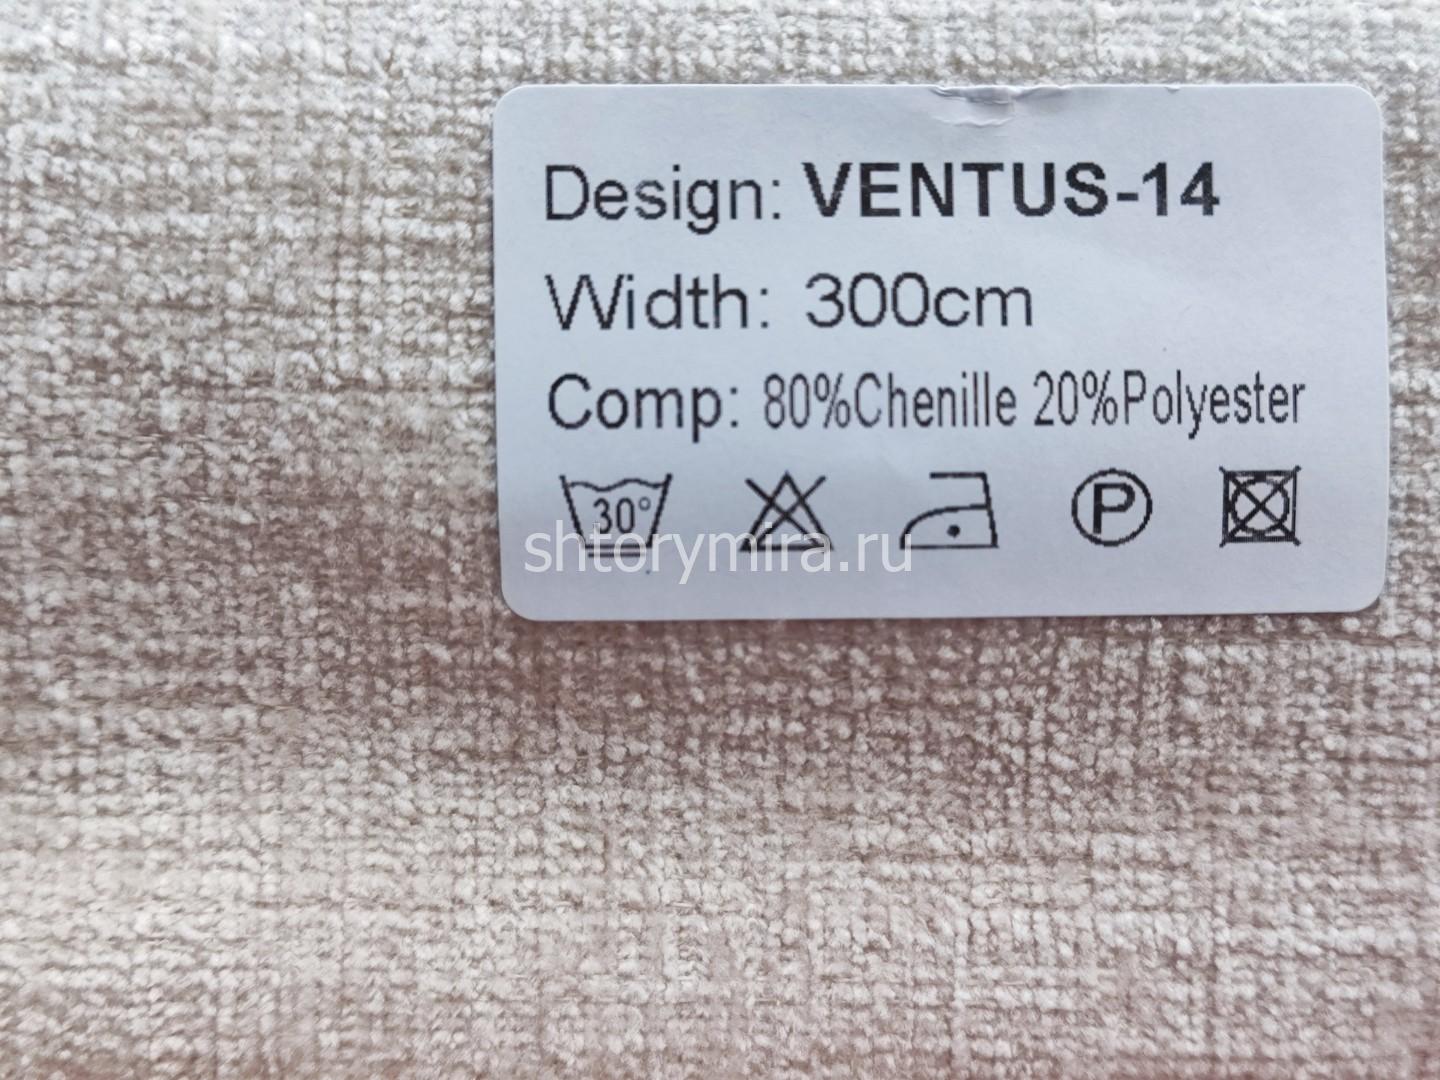 Design: VENTUS-14
Width: 300cm
Comp: 80%Chenille 20%Polyester
30° P
shtorymira.ru